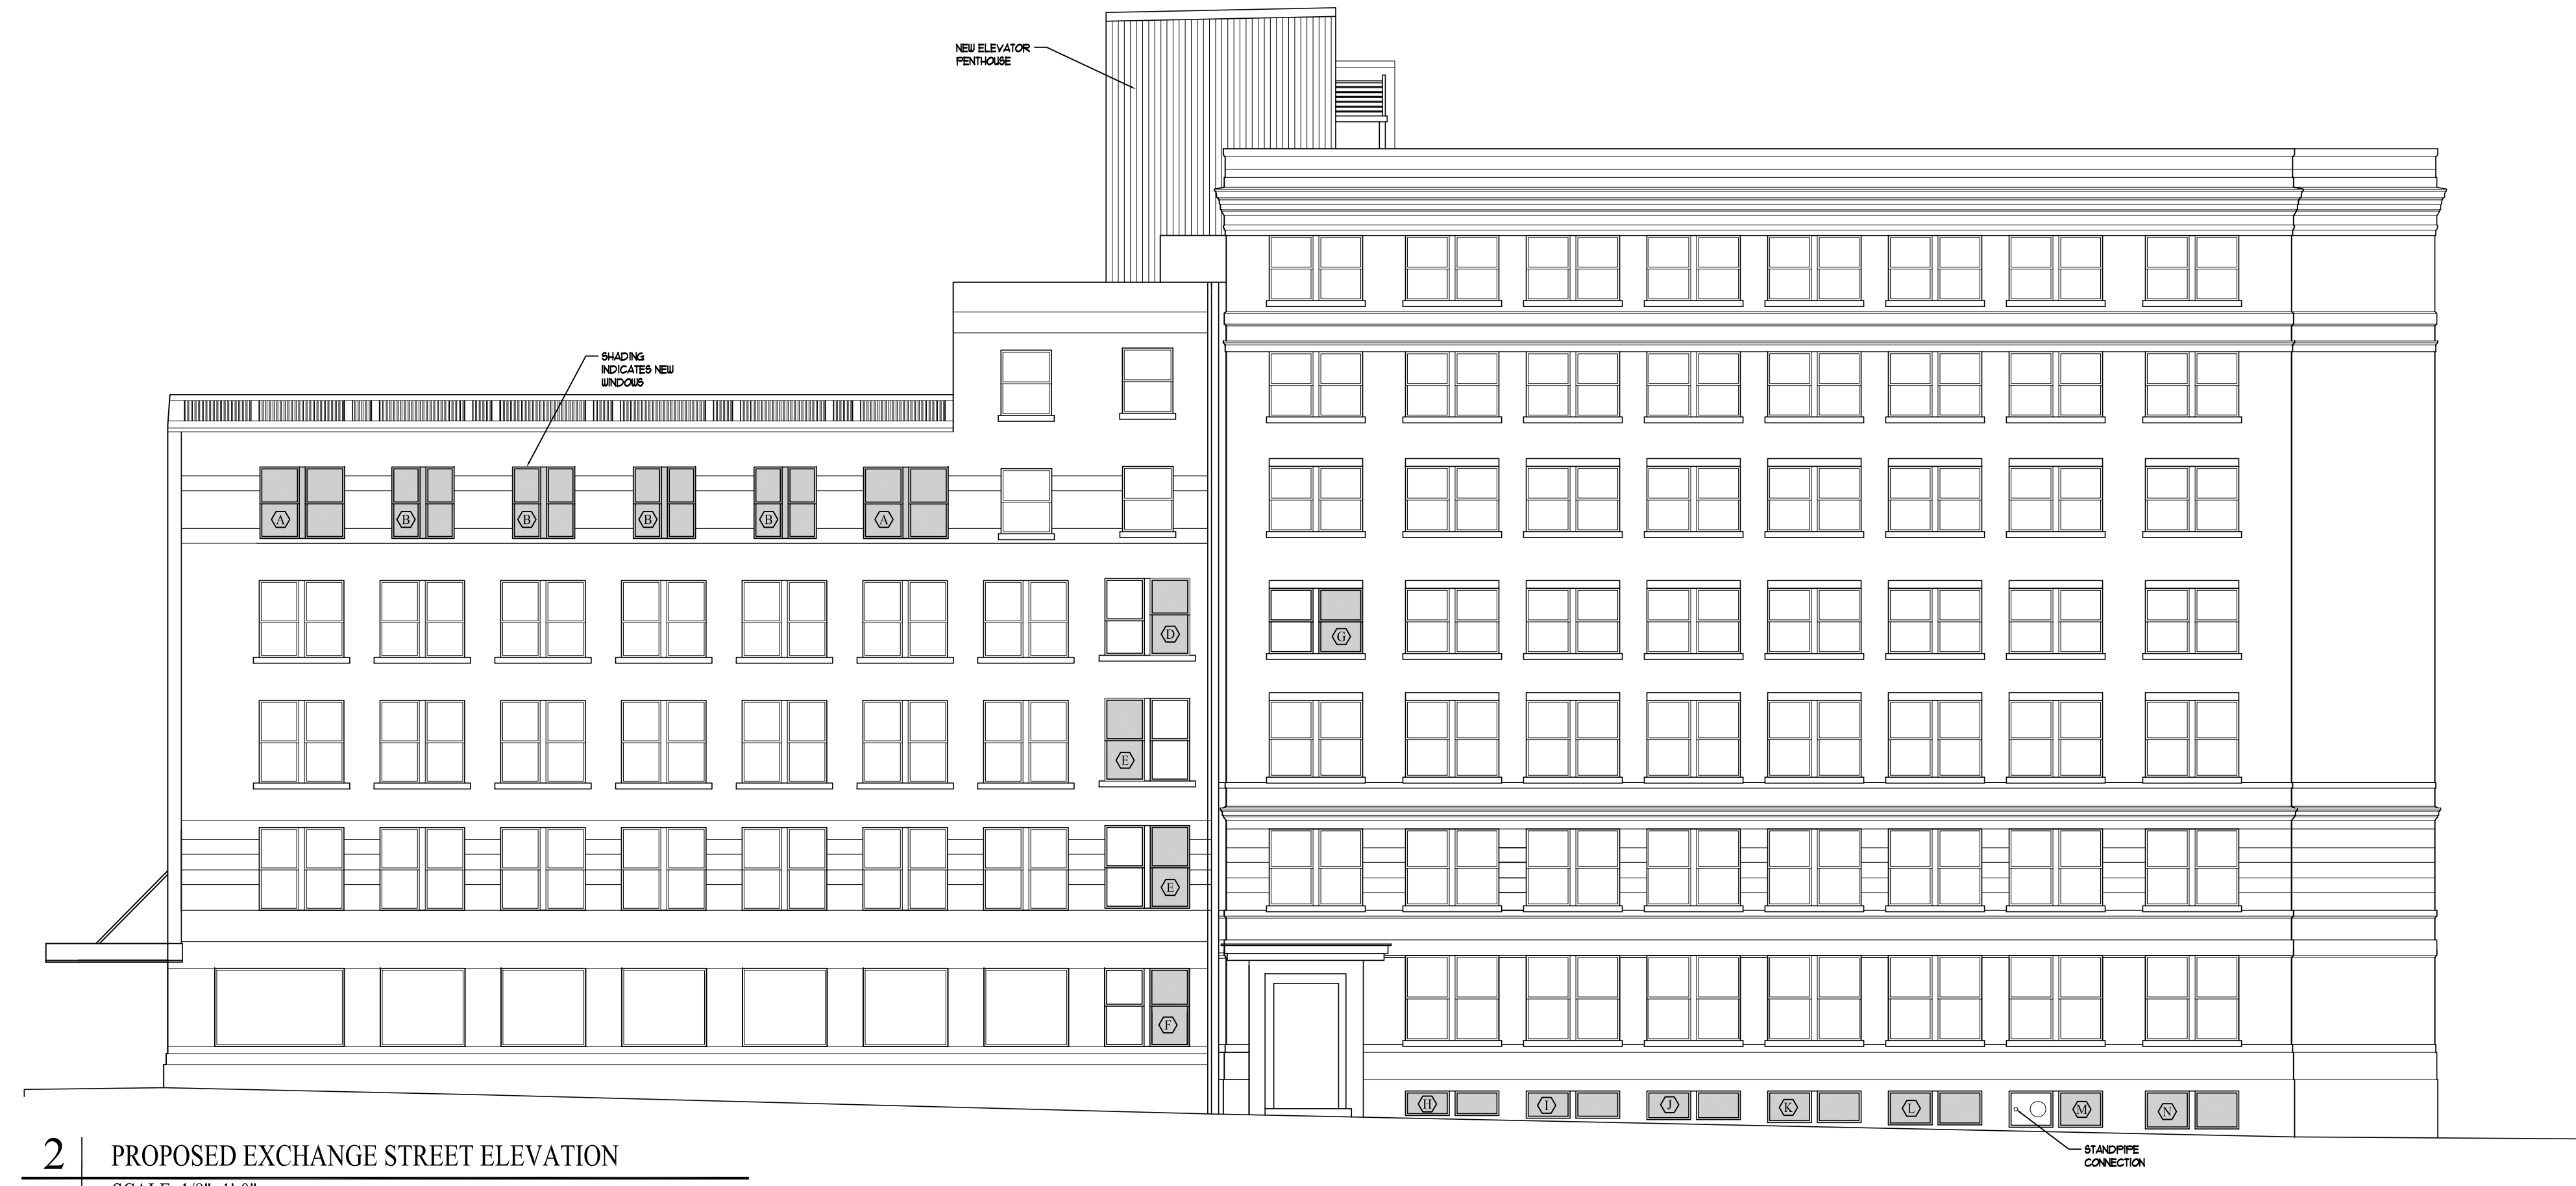 NEW ELEVATOR
PENTHOUSE
SHADING
INDICATES NEW
WINDOWS
A
B
B
B
B
A
D
G
E
E
F
H
I
J
K
L
M
N
STANDPIPE
CONNECTION
2
PROPOSED EXCHANGE STREET ELEVATION